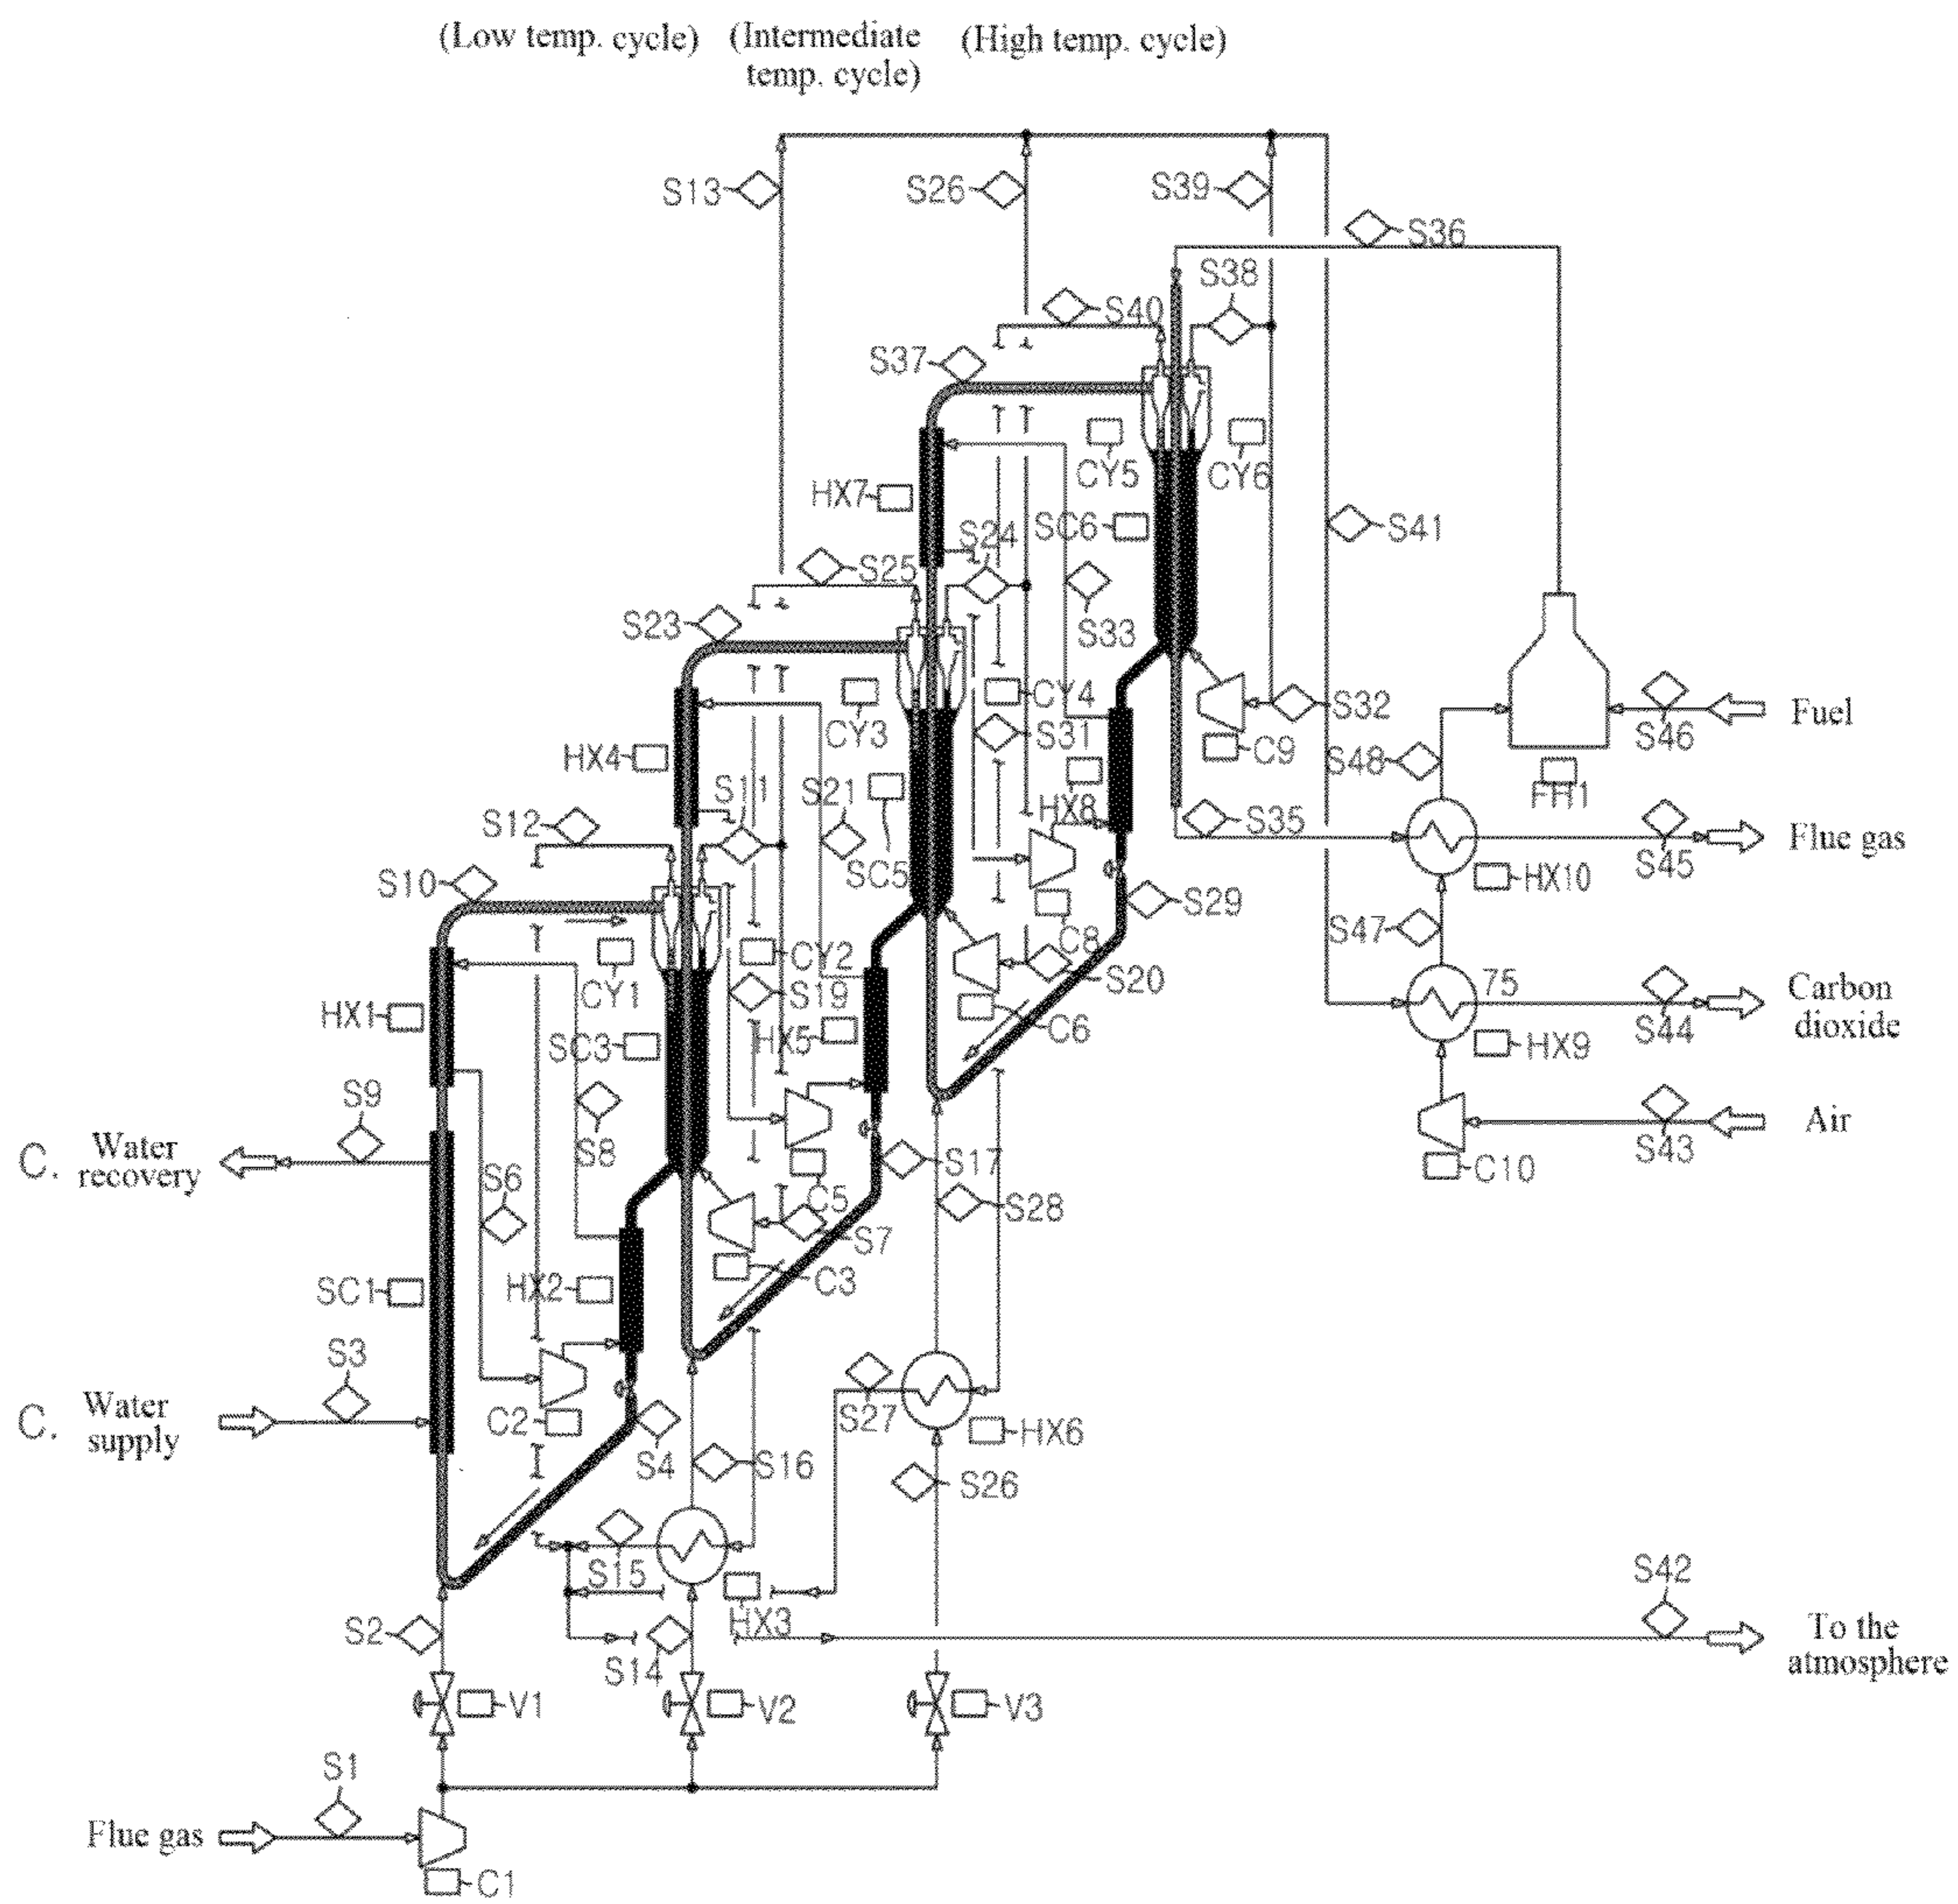 (Low temp. cycle) (Intermediate temp. cycle) (High temp. cycle)
S13
S26
S39
S36
S38
S40
S37
CY5
CY6
HX7
SC6
S41
S24
S25
S33
S23
CY4
S32
Fuel
S46
CY3
S31
C9
HX4
S48
FH1
S11
S21
HX8
S35
S12
Flue gas
S45
SC5
HX10
S10
S29
C8
S47
CY2
S20
75
CY1
S19
Carbon
dioxide
S44
HX1
HX5
C6
SC3
HX9
S9
Air
S43
C. Water
recovery
S8
S17
C10
S6
C5
S28
S7
SC1
HX2
C3
S3
C. Water
supply
S27
C2
HX6
S4
S16
S26
S15
S42
S2
HX3
To the
atmosphere
S14
V1
V2
V3
S1
Flue gas
C1